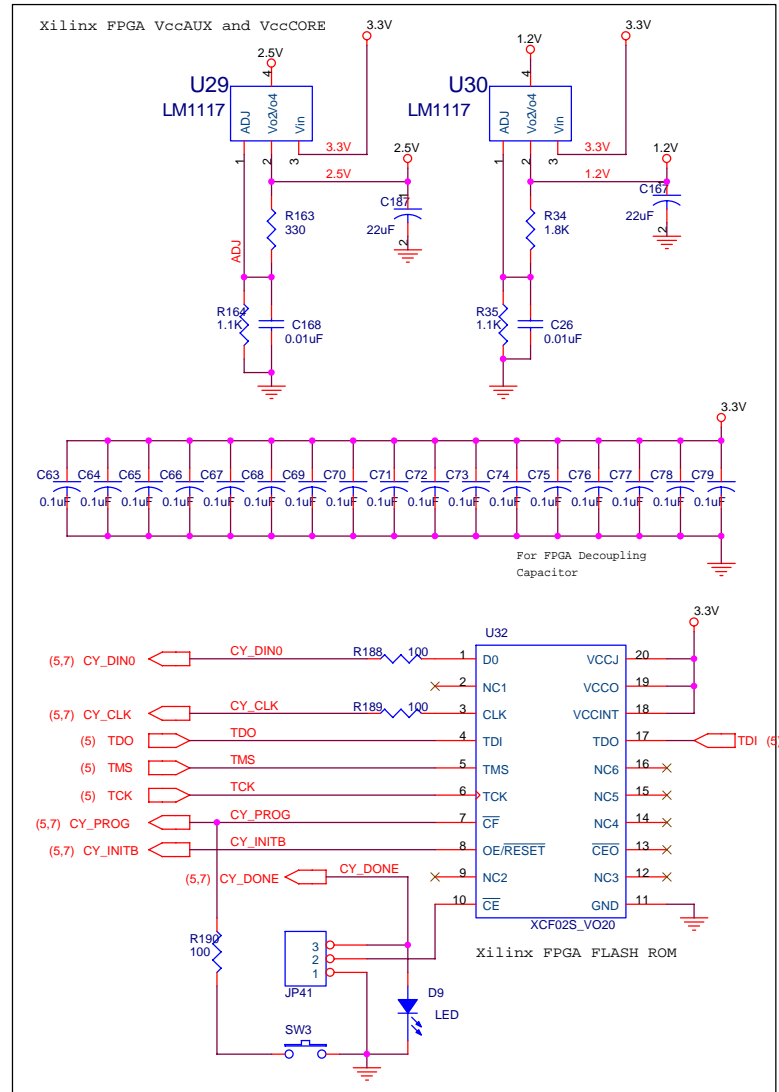 Xilinx FPGA VccAUX and VccCORE
3.3V
2.5V
4
U29
LM1117
ADJ
Vo2Vo4
Vin
1
2
3
3.3V
2.5V
2.5V
1
C187
22uF
2
R163
330
ADJ
R164
1.1K
C168
0.01uF
3.3V
1.2V
4
U30
LM1117
ADJ
Vo2Vo4
Vin
1
2
3
3.3V
1.2V
1.2V
1
C167
22uF
2
R34
1.8K
R35
1.1K
C26
0.01uF
3.3V
C63 C64 C65 C66 C67 C68 C69 C70 C71 C72 C73 C74 C75 C76 C77 C78 C79
0.1uF 0.1uF 0.1uF 0.1uF 0.1uF 0.1uF 0.1uF 0.1uF 0.1uF 0.1uF 0.1uF 0.1uF 0.1uF 0.1uF 0.1uF 0.1uF 0.1uF
For FPGA Decoupling
Capacitor
3.3V
U32
(5,7) CY_DIN0 CY_DIN0 R188 100 1 D0 VCCJ 20
2 NC1 VCCO 19
(5,7) CY_CLK CY_CLK R189 100 3 CLK VCCINT 18
(5) TDO TDO 4 TDI TDO 17 TDI (5)
(5) TMS TMS 5 TMS NC6 16
(5) TCK TCK 6 TCK NC5 15
(5,7) CY_PROG CY_PROG 7 CF NC4 14
(5,7) CY_INITB CY_INITB 8 OE/RESET CEO 13
(5,7) CY_DONE CY_DONE 9 NC2 NC3 12
10 CE GND 11
XCF02S_VO20
Xilinx FPGA FLASH ROM
R190
100
3
2
1
JP41
D9
LED
SW3